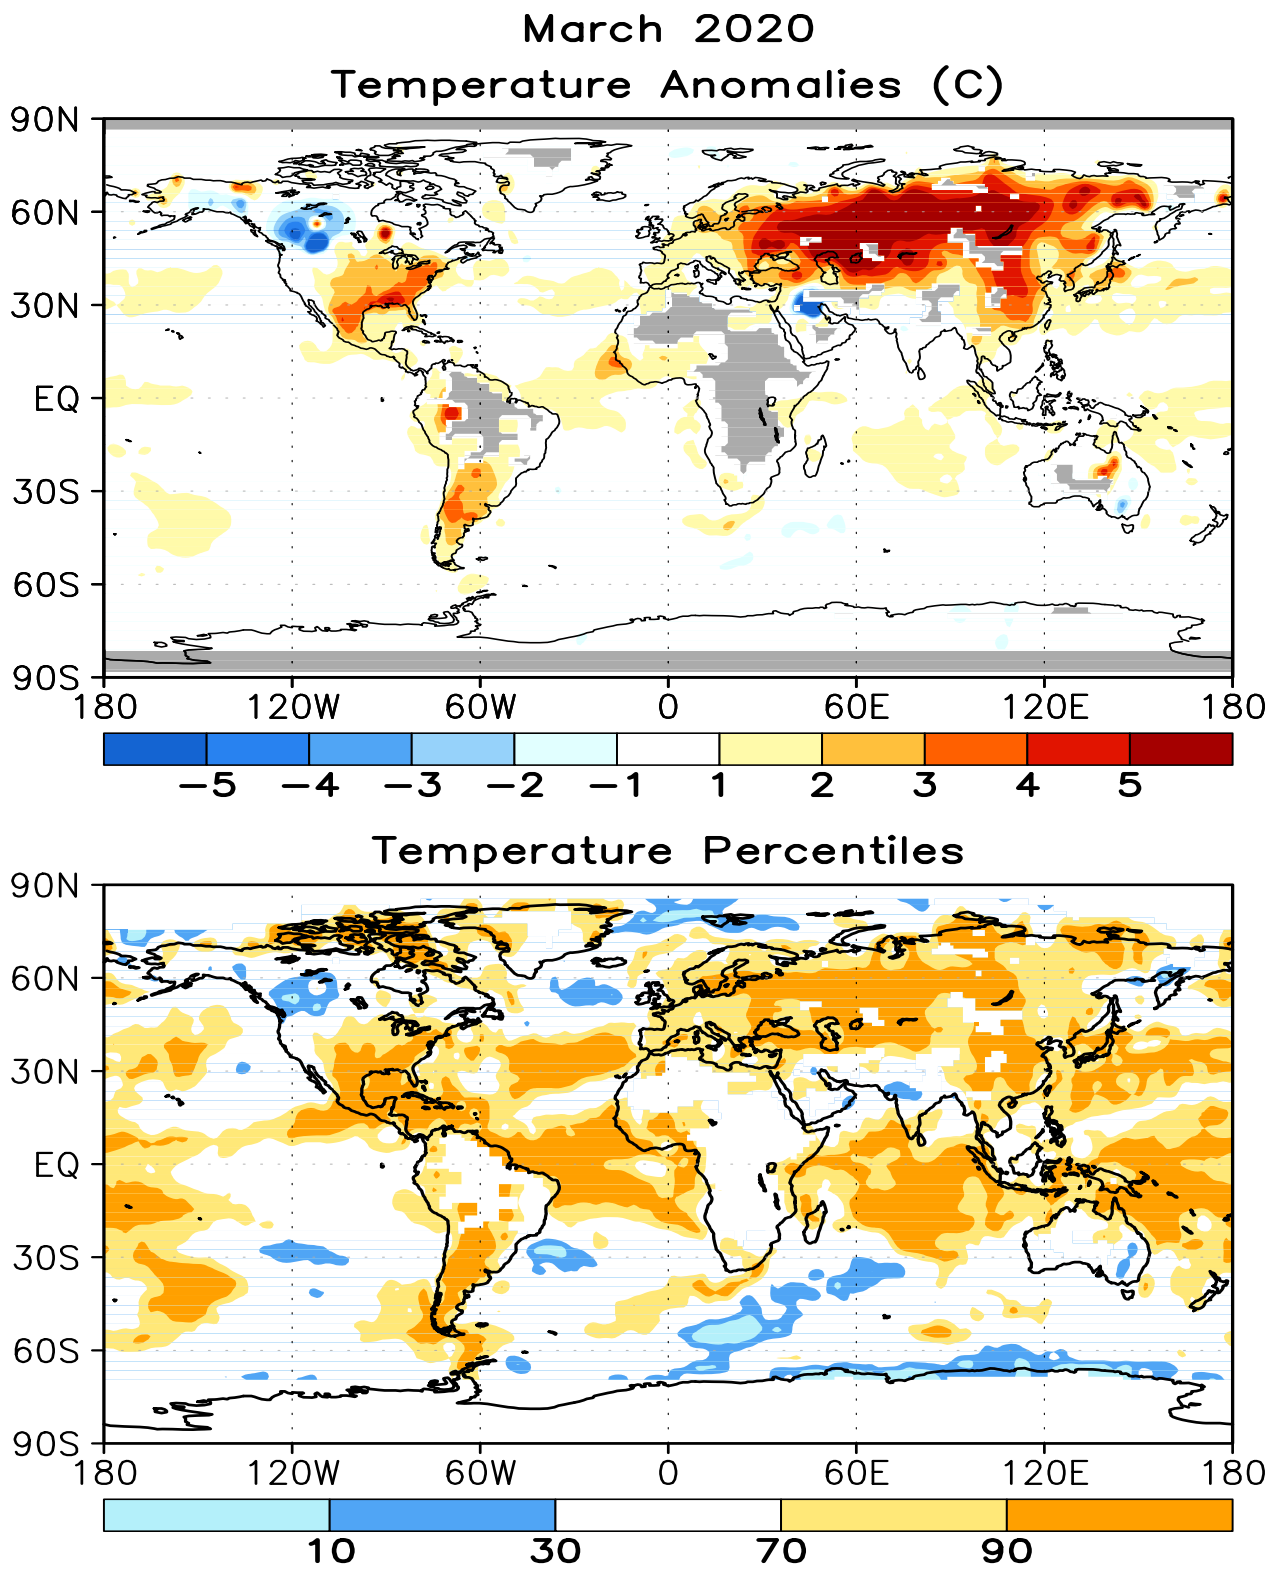 March 2020
Temperature Anomalies (C)
90N
60N
30N
EQ
30S
60S
90S
180 120W 60W 0 60E 120E 180
−5 −4 −3 −2 −1 1 2 3 4 5
Temperature Percentiles
90N
60N
30N
EQ
30S
60S
90S
180 120W 60W 0 60E 120E 180
10 30 70 90